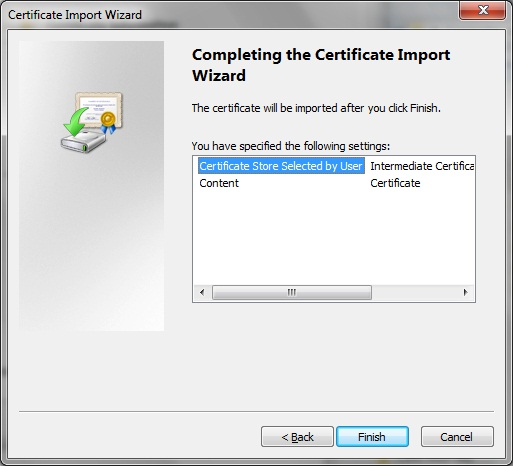 Certificate Import Wizard
Completing the Certificate Import
Wizard
The certificate will be imported after you click Finish.
You have specified the following settings:
Certificate Store Selected by User Intermediate Certifica
Content Certificate
< Back Finish Cancel